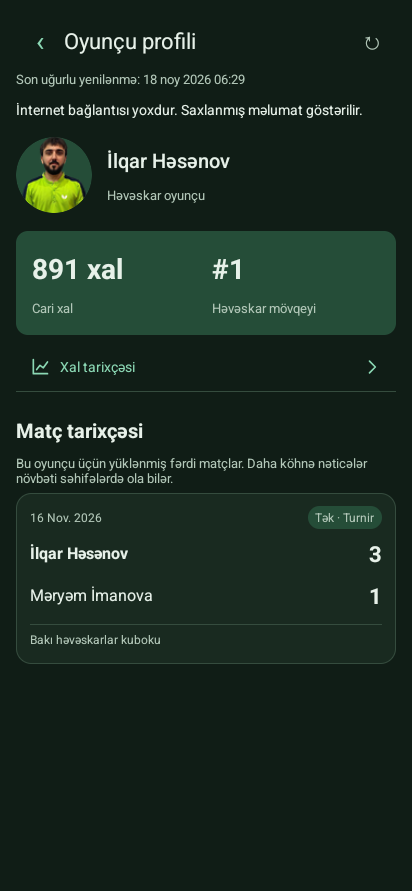 Oyunçu profili
Son uğurlu yenilənmə: 18 noy 2026 06:29
İnternet bağlantısı yoxdur. Saxlanmış məlumat göstərilir.
İlqar Həsənov
Həvəskar oyunçu
891 xal
#1
Cari xal
Həvəskar mövqeyi
Xal tarixçəsi
Matç tarixçəsi
Bu oyunçu üçün yüklənmiş fərdi matçlar. Daha köhnə nəticələr
növbəti səhifələrdə ola bilər.
16 Nov. 2026
Tək · Turnir
İlqar Həsənov
3
Məryəm İmanova
1
Bakı həvəskarlar kuboku